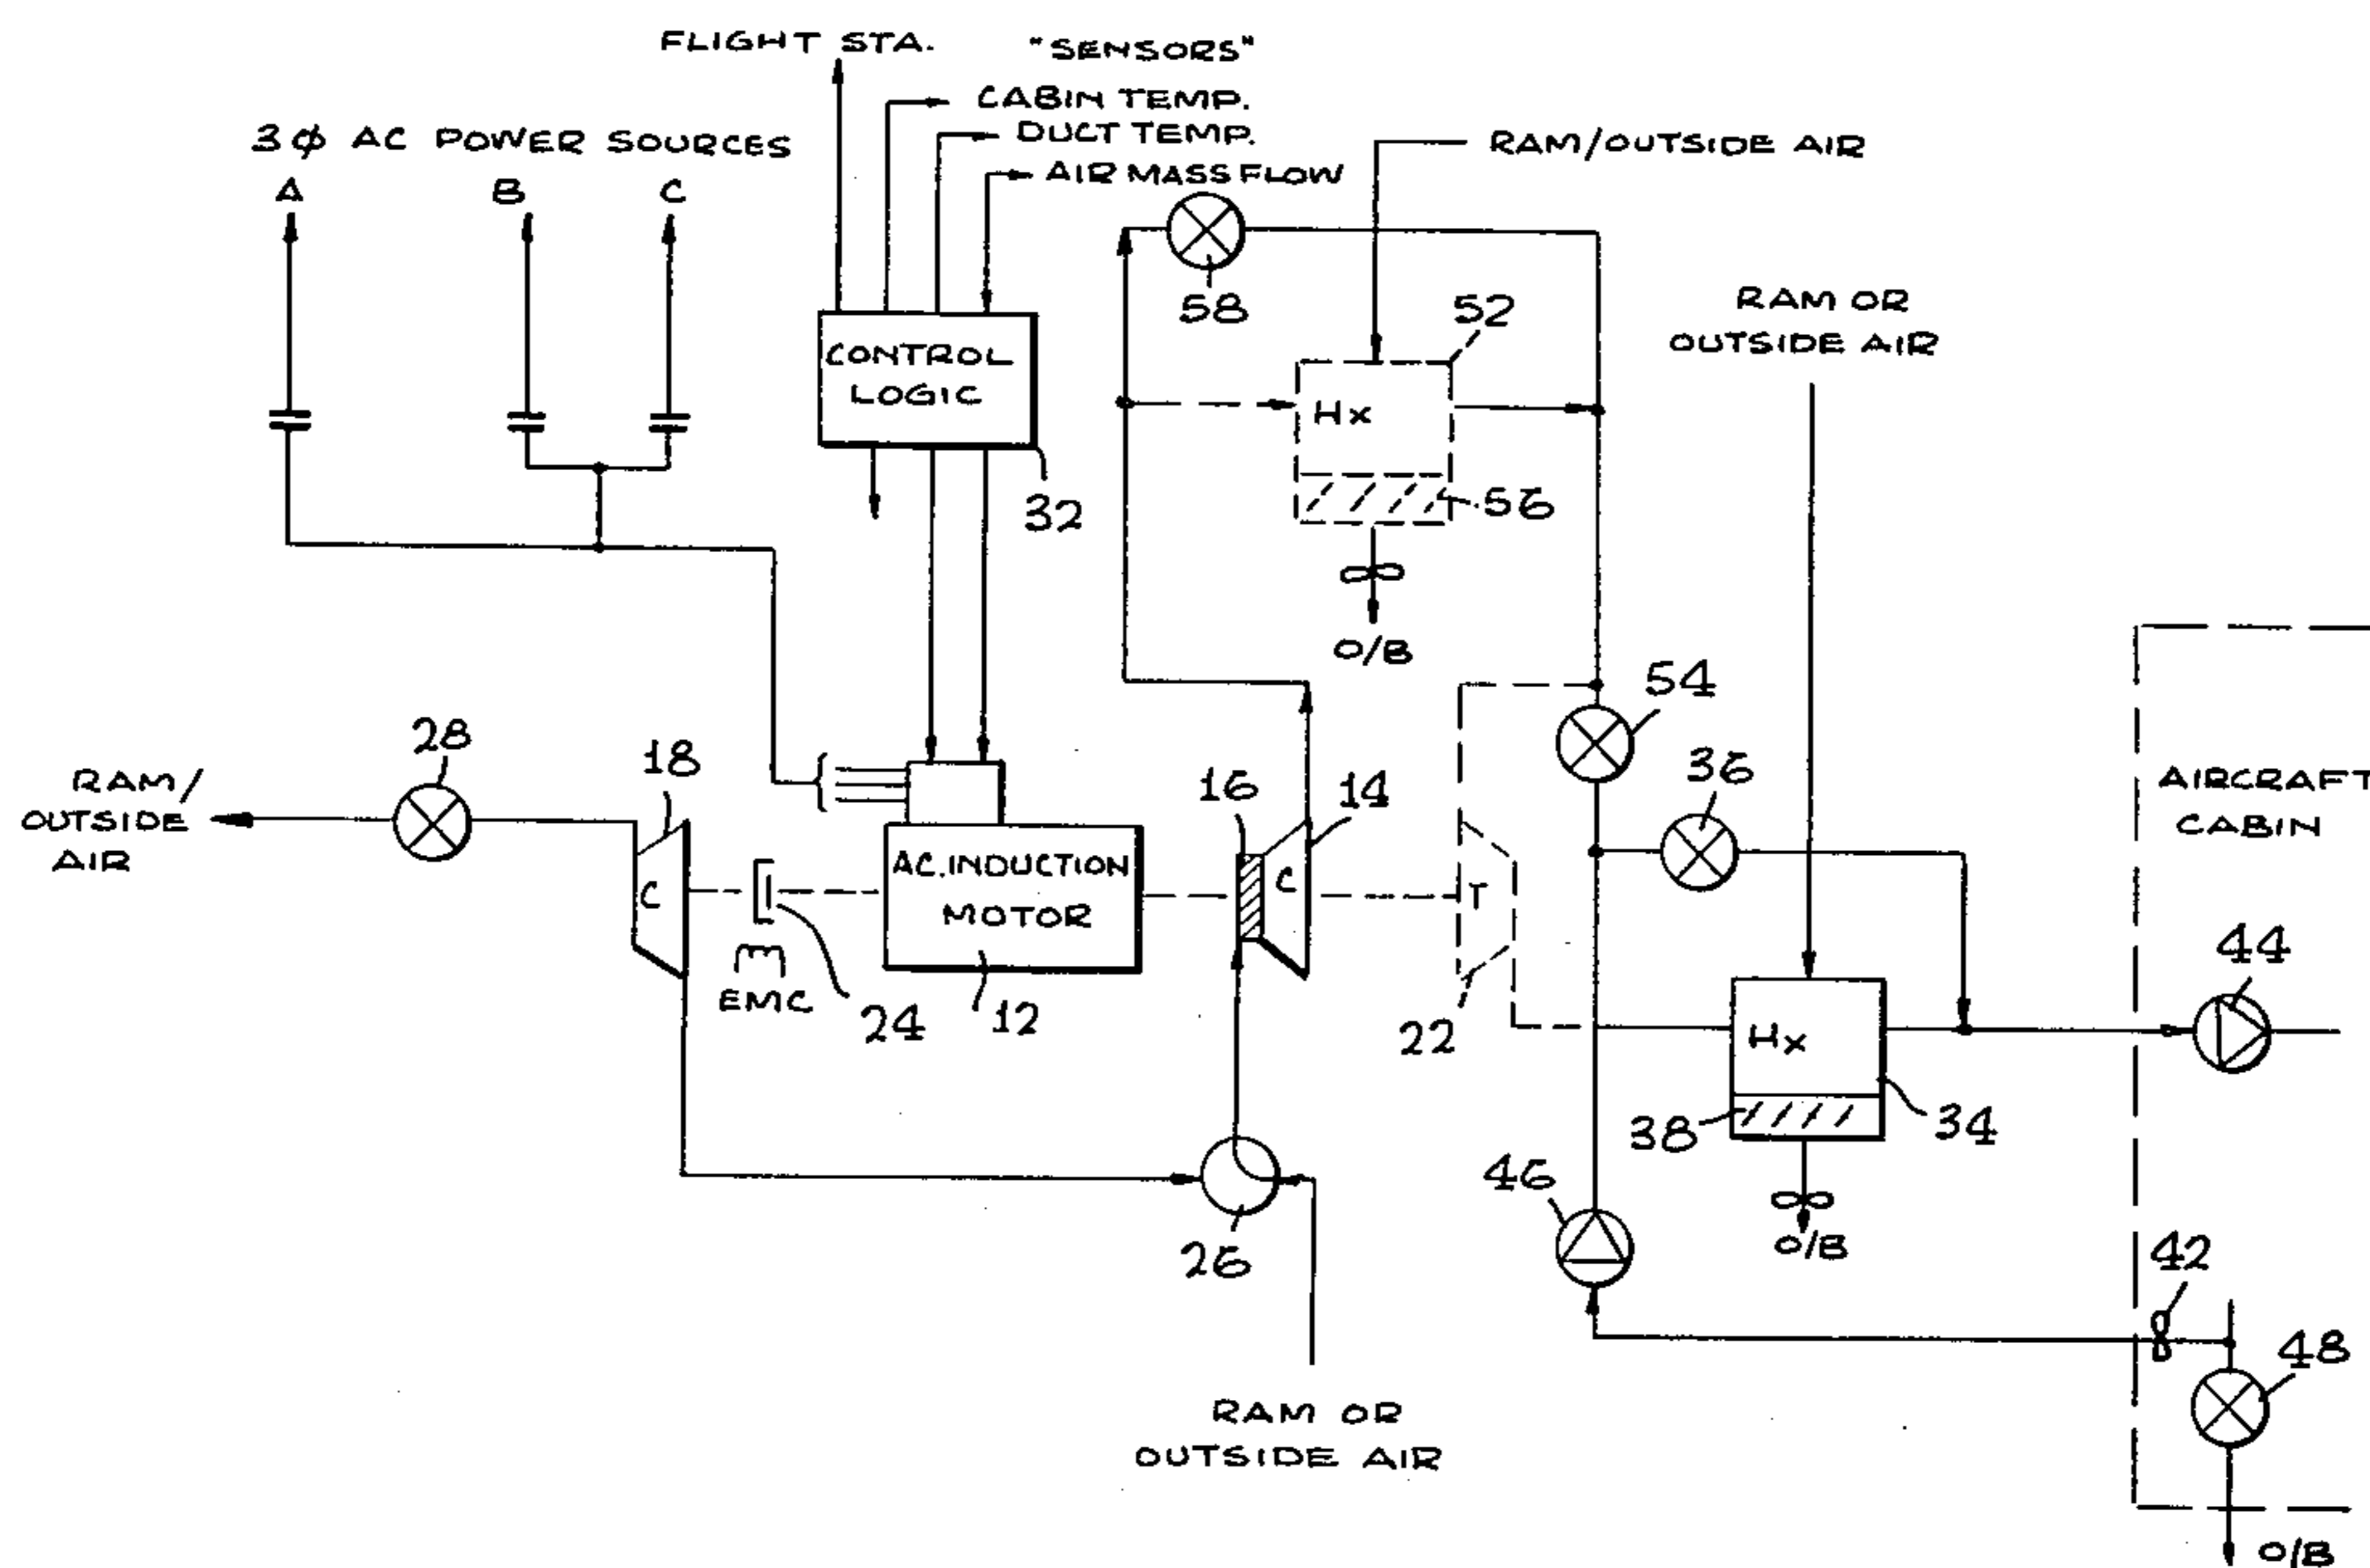 FLIGHT STA.
"SENSORS"
CABIN TEMP.
DUCT TEMP.
AIR MASS FLOW
3φ AC POWER SOURCES
A
B
C
RAM/OUTSIDE AIR
58
52
RAM OR
OUTSIDE AIR
CONTROL
LOGIC
Hx
32
56
O/B
54
28
18
RAM/
OUTSIDE
AIR
16
14
36
AIRCRAFT
CABIN
C
AC. INDUCTION
MOTOR
C
T
EMC
24
12
22
44
Hx
38
34
46
26
O/B
42
48
RAM OR
OUTSIDE AIR
O/B